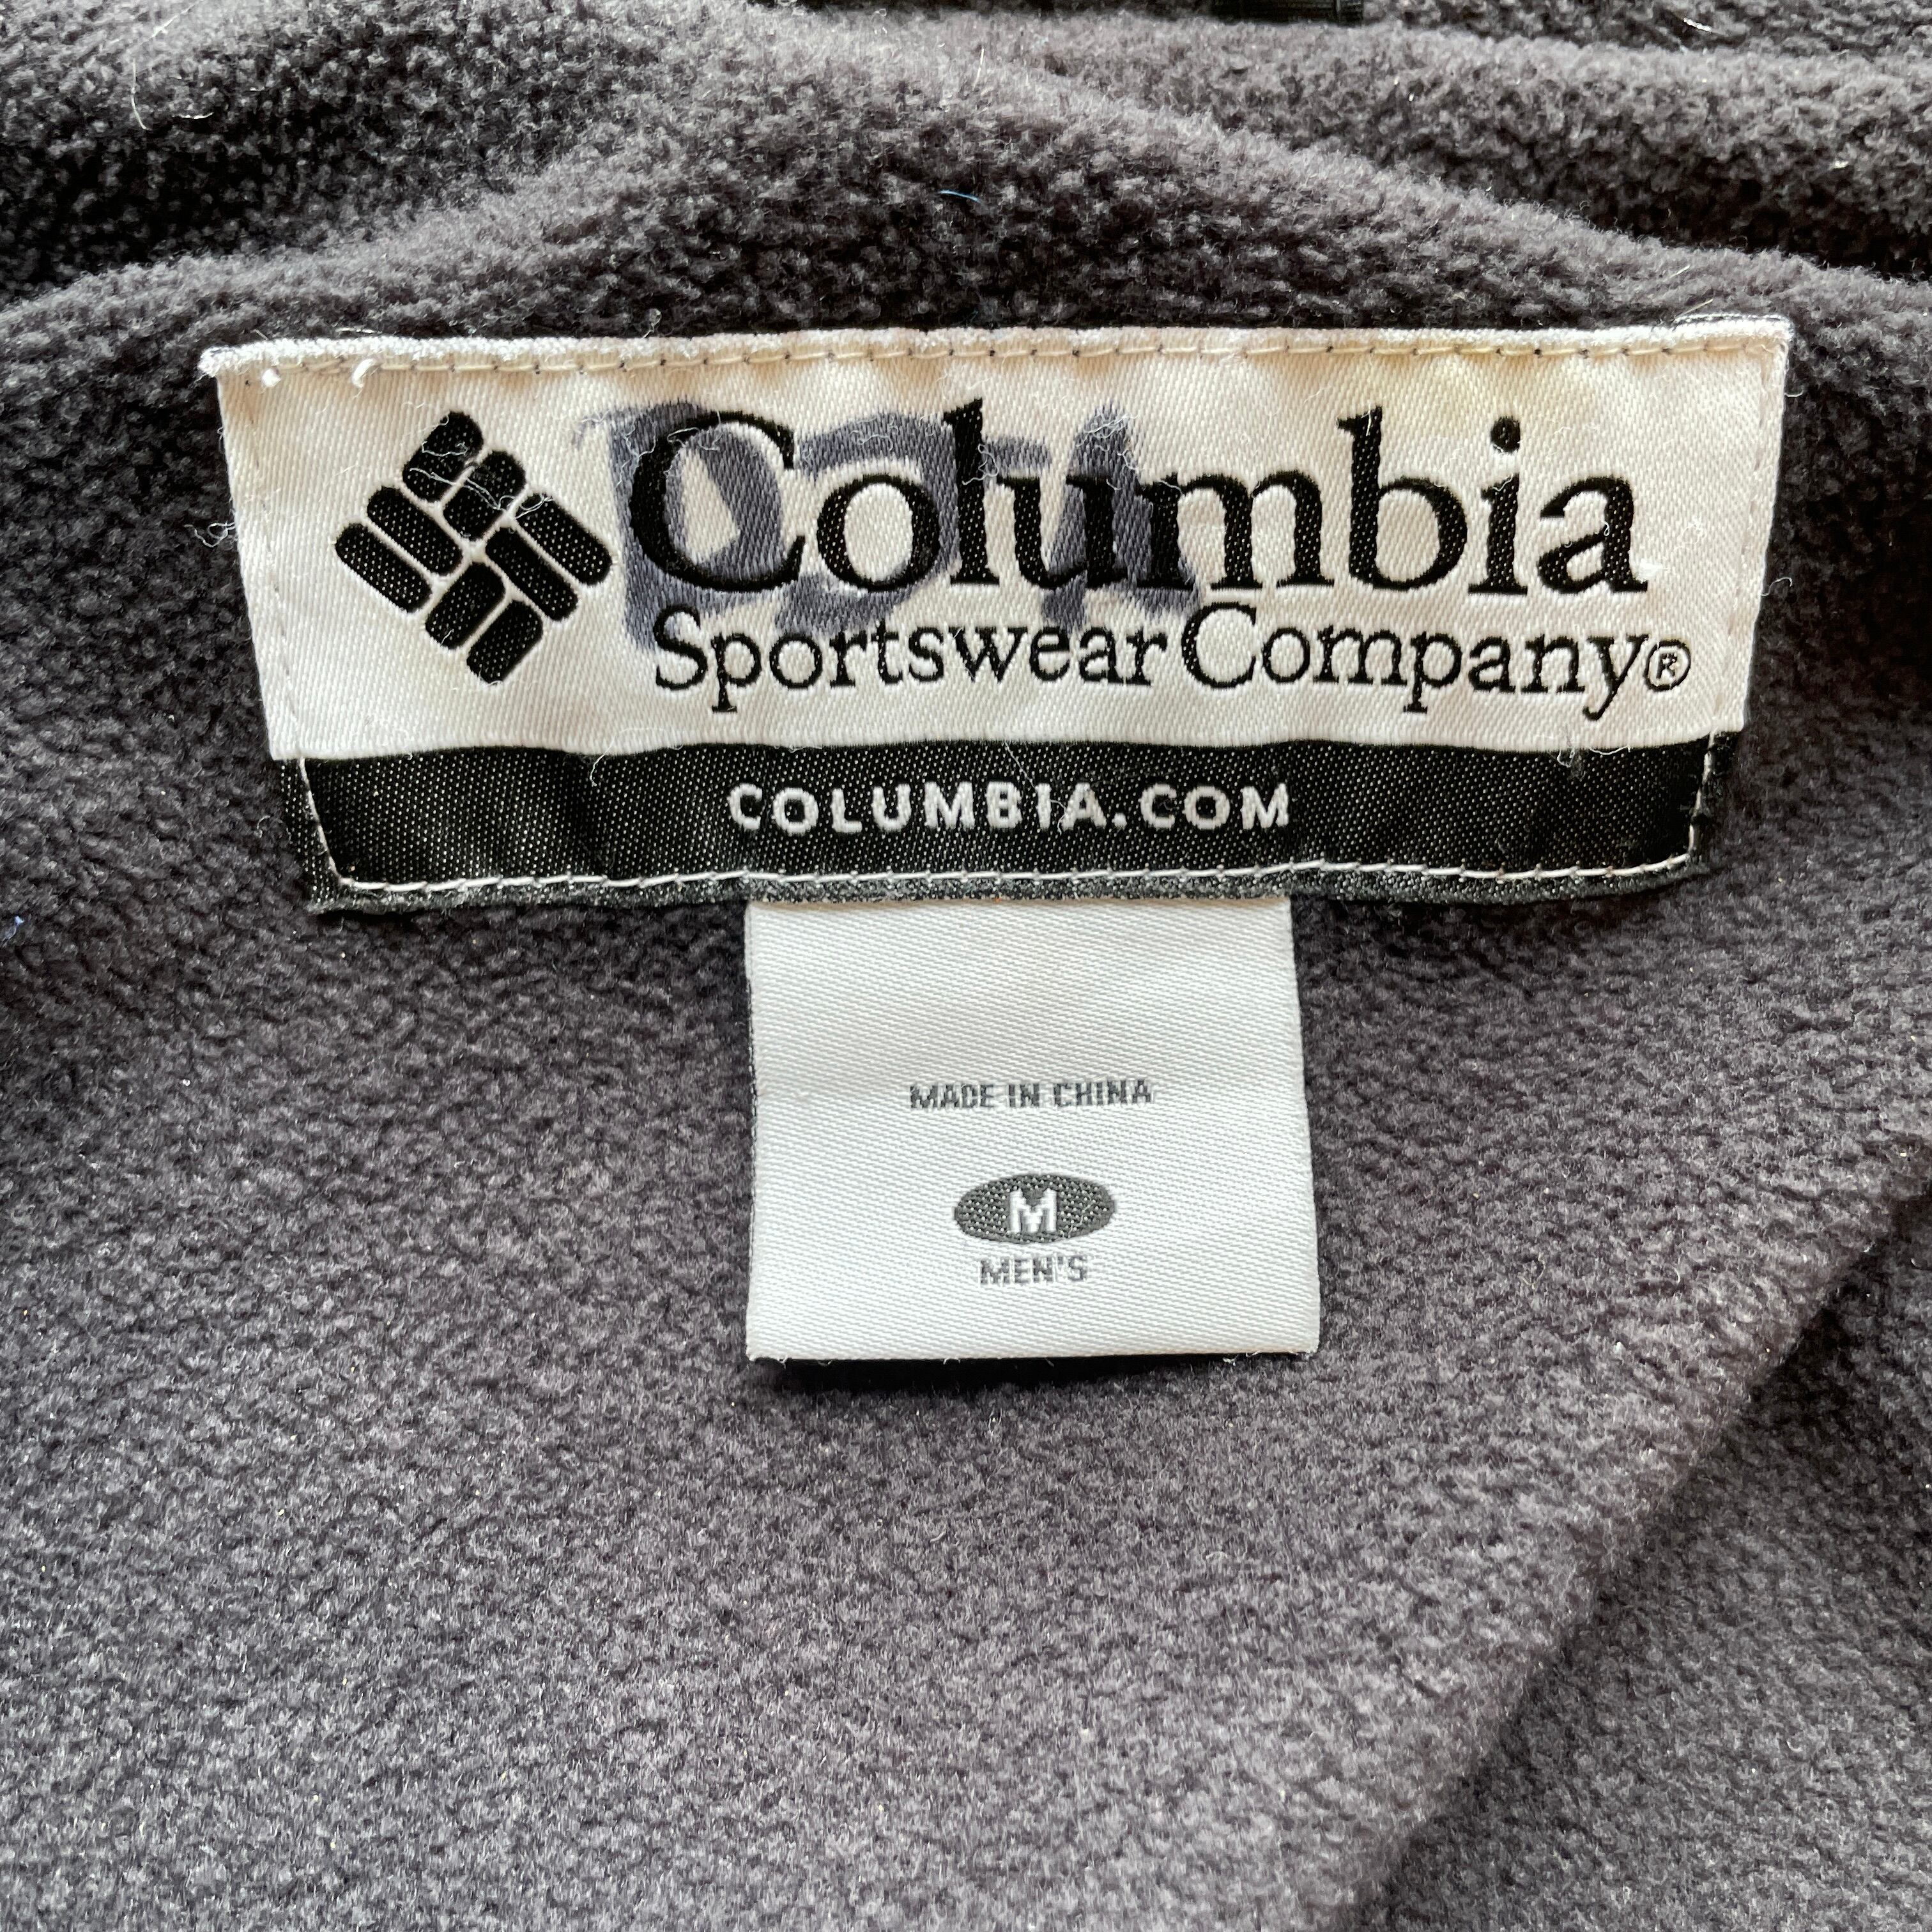 Columbia
Sportswear Company®
COLUMBIA.COM
MADE IN CHINA
M
MEN'S